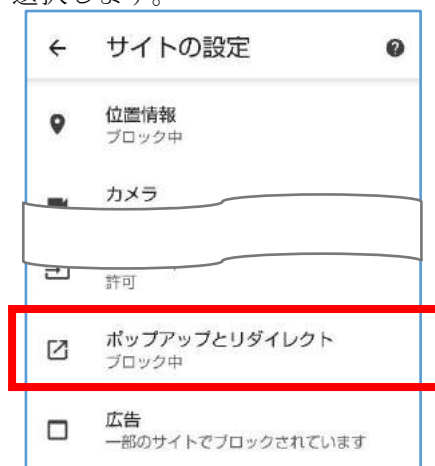 選択します。
サイトの設定
位置情報
ブロック中
カメラ
許可
ポップアップとリダイレクト
ブロック中
広告
一部のサイトでブロックされています